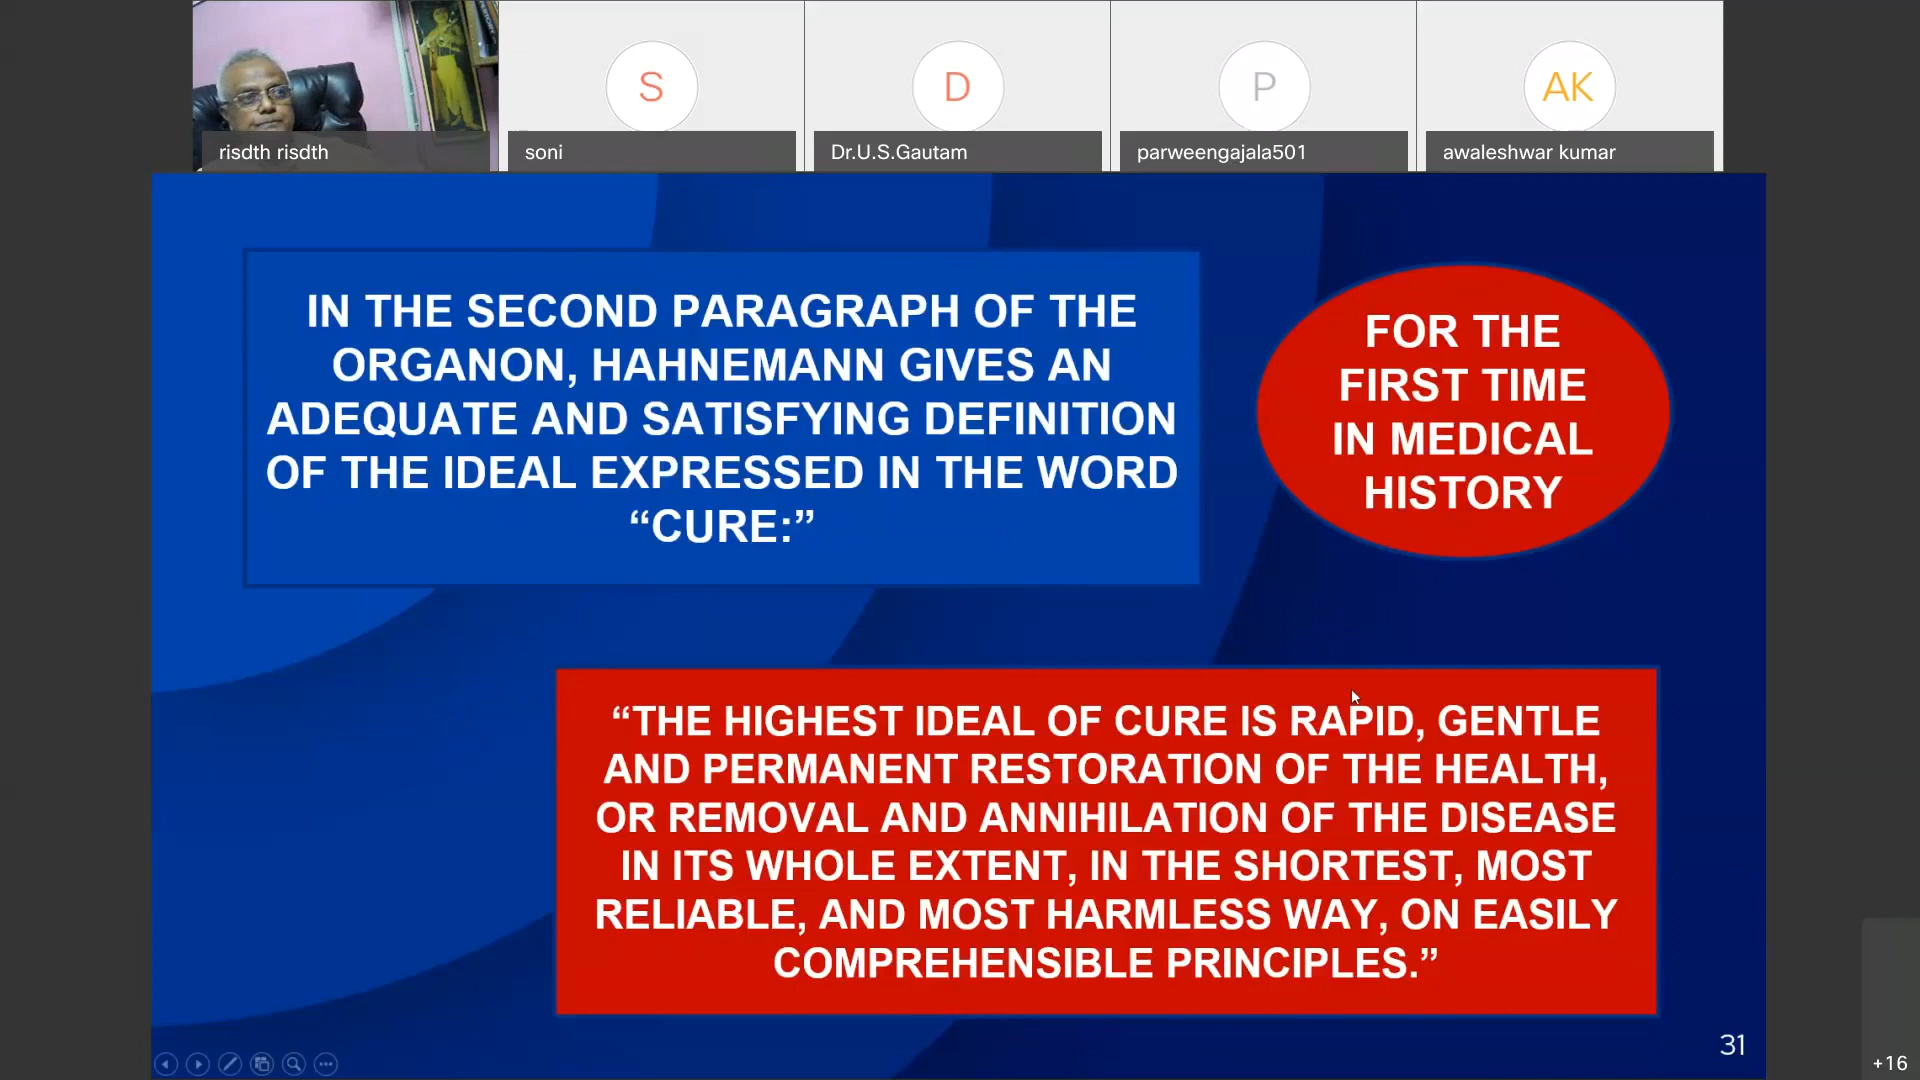 S
D
P
AK
risdth risdth
soni
Dr.U.S.Gautam
parweengajala501
awaleshwar kumar
IN THE SECOND PARAGRAPH OF THE
ORGANON, HAHNEMANN GIVES AN
ADEQUATE AND SATISFYING DEFINITION
OF THE IDEAL EXPRESSED IN THE WORD
“CURE:”
FOR THE
FIRST TIME
IN MEDICAL
HISTORY
“THE HIGHEST IDEAL OF CURE IS RAPID, GENTLE
AND PERMANENT RESTORATION OF THE HEALTH,
OR REMOVAL AND ANNIHILATION OF THE DISEASE
IN ITS WHOLE EXTENT, IN THE SHORTEST, MOST
RELIABLE, AND MOST HARMLESS WAY, ON EASILY
COMPREHENSIBLE PRINCIPLES.”
31
+16